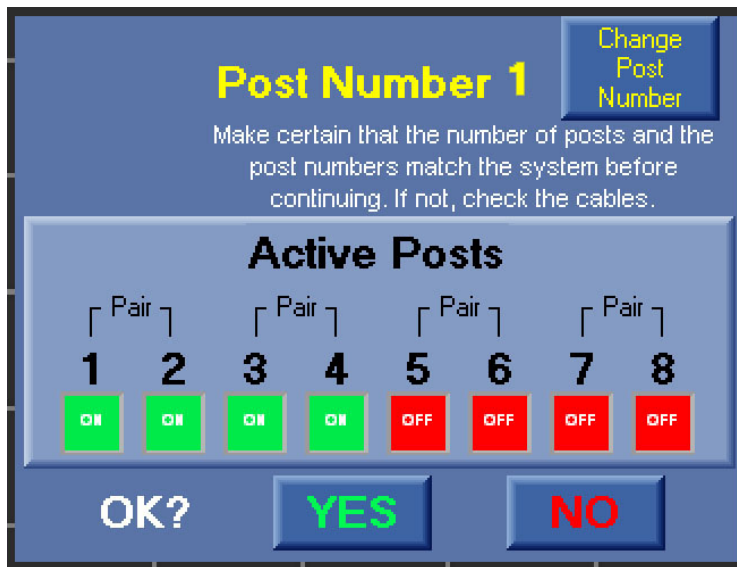 Change
Post
Number
Post Number 1
Make certain that the number of posts and the
post numbers match the system before
continuing. If not, check the cables.
Active Posts
Pair Pair Pair Pair
1 2 3 4 5 6 7 8
ON ON ON ON OFF OFF OFF OFF
OK? YES NO